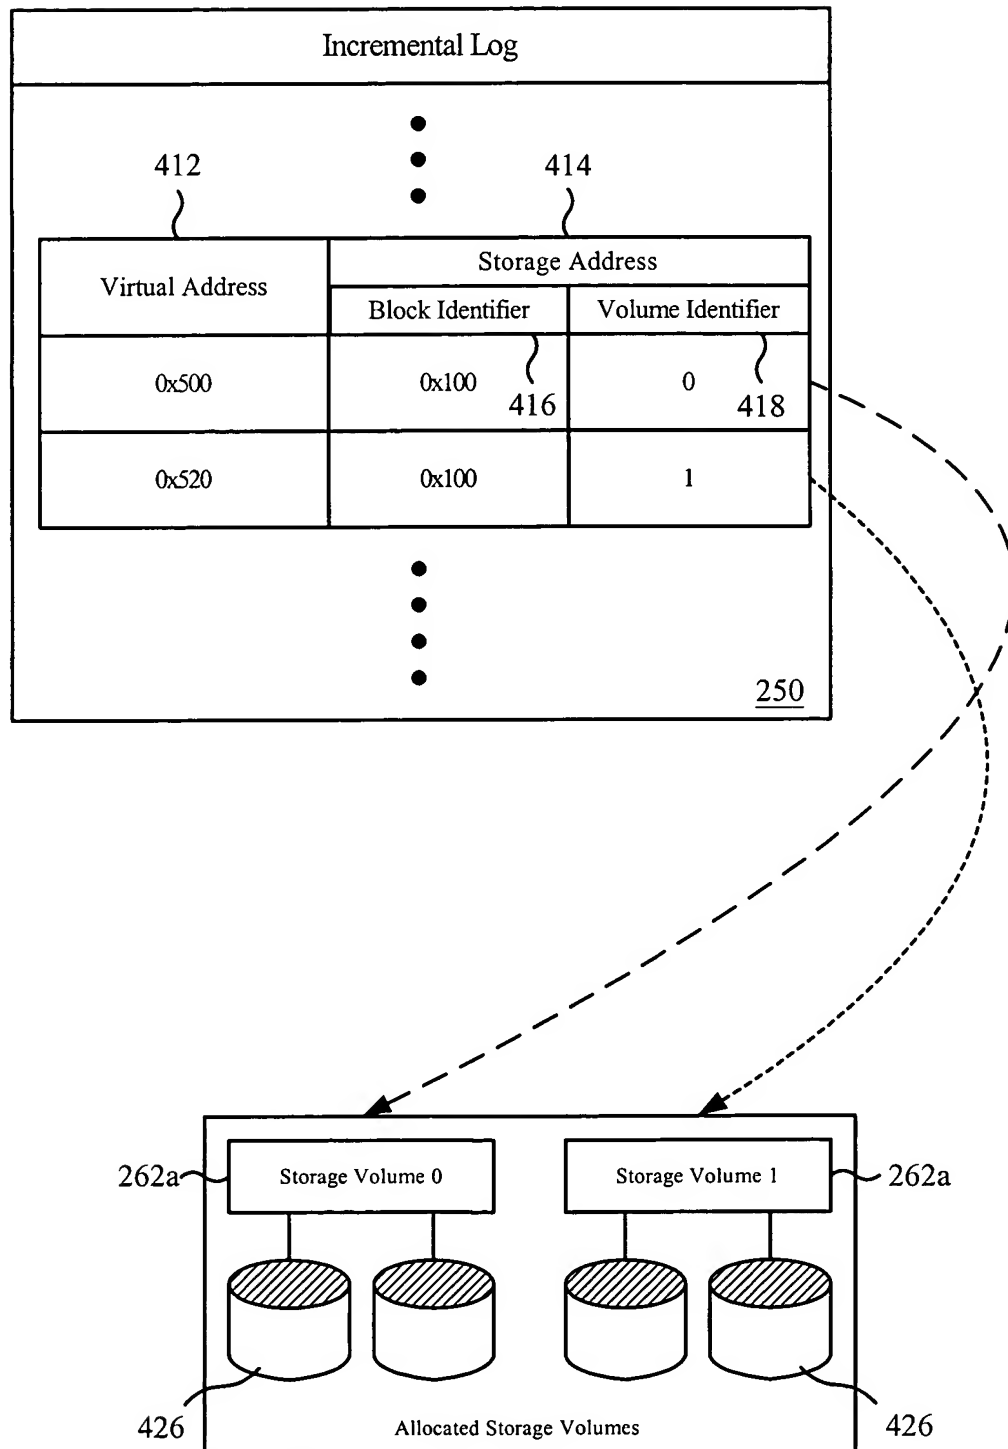 Incremental Log
412 414
Virtual Address
Storage Address
Block Identifier Volume Identifier
0x500 0x100 0
416 418
0x520 0x100 1
250
262a Storage Volume 0 Storage Volume 1 262a
426 Allocated Storage Volumes 426